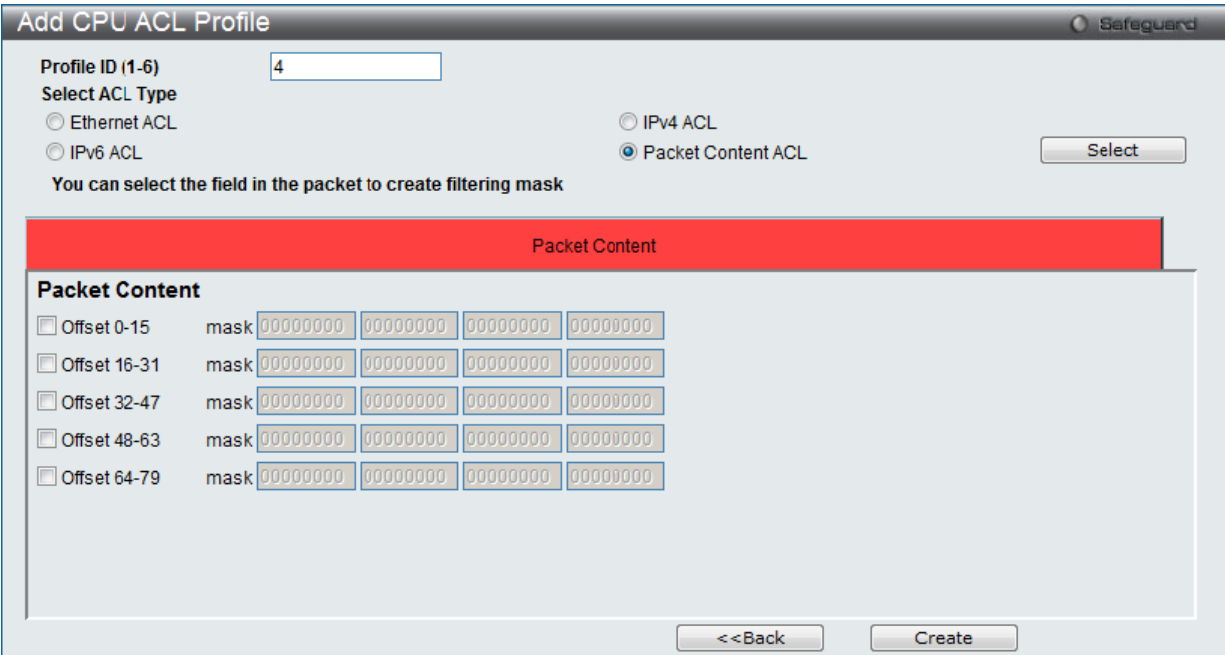 Add CPU ACL Profile
Safeguard
Profile ID (1-6) 4
Select ACL Type
Ethernet ACL IPv4 ACL
IPv6 ACL Packet Content ACL Select
You can select the field in the packet to create filtering mask
Packet Content
Packet Content
Offset 0-15 mask 00000000 00000000 00000000 00000000
Offset 16-31 mask 00000000 00000000 00000000 00000000
Offset 32-47 mask 00000000 00000000 00000000 00000000
Offset 48-63 mask 00000000 00000000 00000000 00000000
Offset 64-79 mask 00000000 00000000 00000000 00000000
<<Back Create